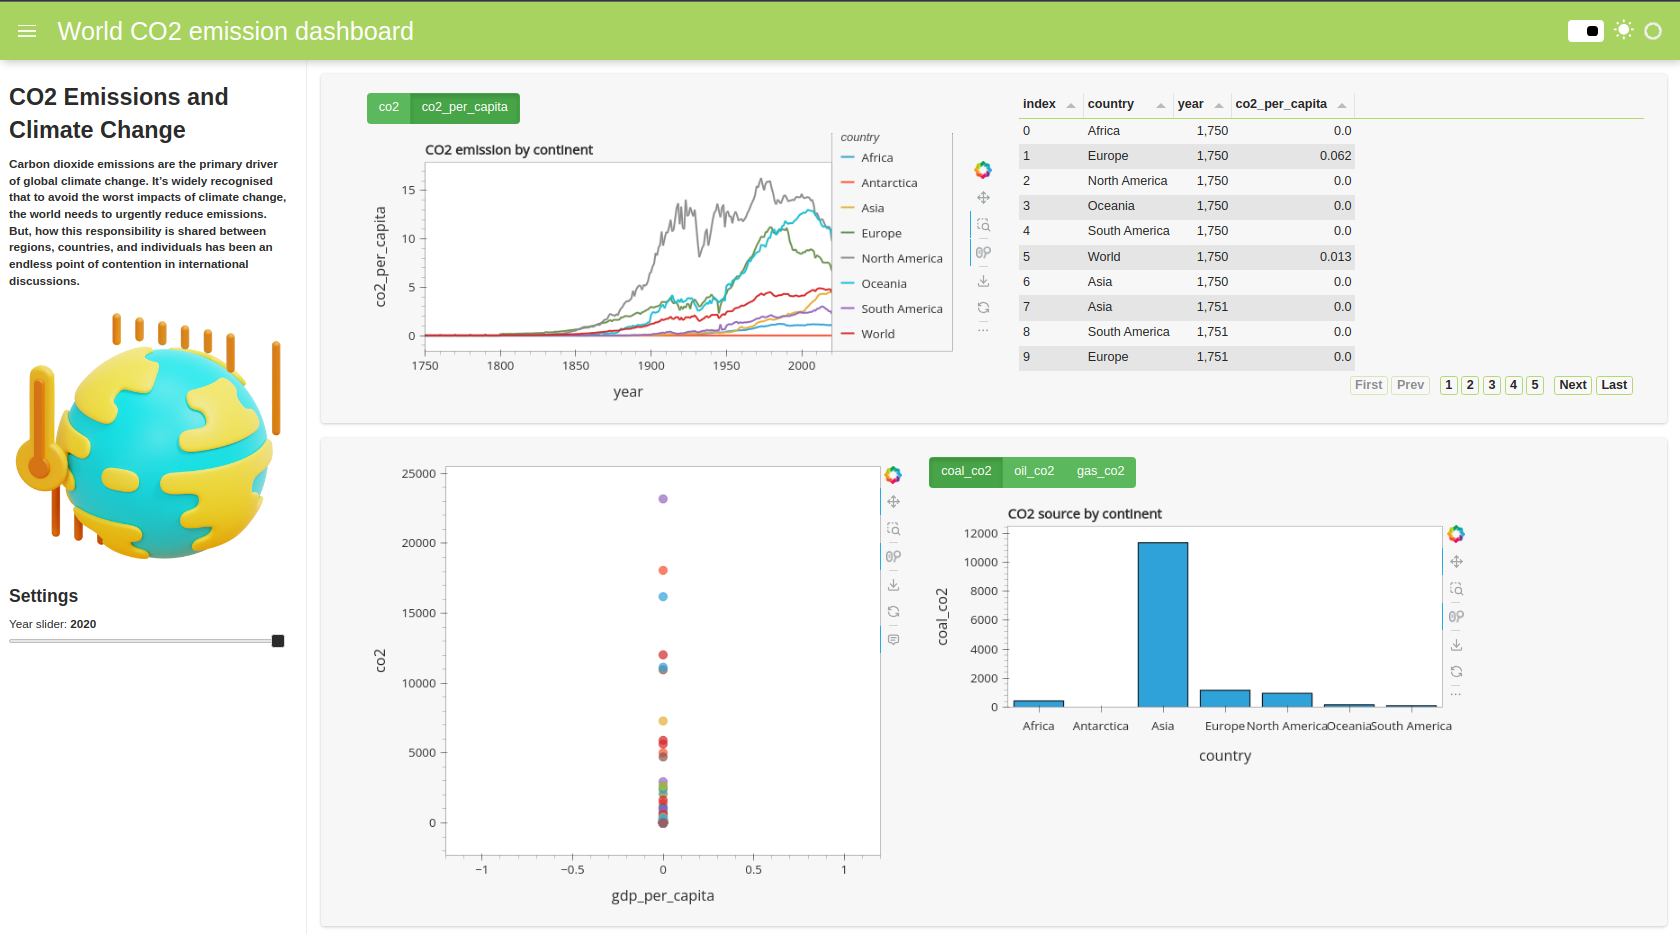 World CO2 emission dashboard
CO2 Emissions and
Climate Change
Carbon dioxide emissions are the primary driver
of global climate change. It's widely recognised
that to avoid the worst impacts of climate change,
the world needs to urgently reduce emissions.
But, how this responsibility is shared between
regions, countries, and individuals has been an
endless point of contention in international
discussions.
Settings
Year slider: 2020
co2 co2_per_capita
CO2 emission by continent
co2_per_capita
15
10
5
0
1750 1800 1850 1900 1950 2000
year
country
Africa
Antarctica
Asia
Europe
North America
Oceania
South America
World
index country year co2_per_capita
0 Africa 1,750 0.0
1 Europe 1,750 0.062
2 North America 1,750 0.0
3 Oceania 1,750 0.0
4 South America 1,750 0.0
5 World 1,750 0.013
6 Asia 1,750 0.0
7 Asia 1,751 0.0
8 South America 1,751 0.0
9 Europe 1,751 0.0
First Prev 1 2 3 4 5 Next Last
co2
25000
20000
15000
10000
5000
0
−1 −0.5 0 0.5 1
gdp_per_capita
coal_co2 oil_co2 gas_co2
CO2 source by continent
coal_co2
12000
10000
8000
6000
4000
2000
0
Africa Antarctica Asia Europe North America Oceania South America
country